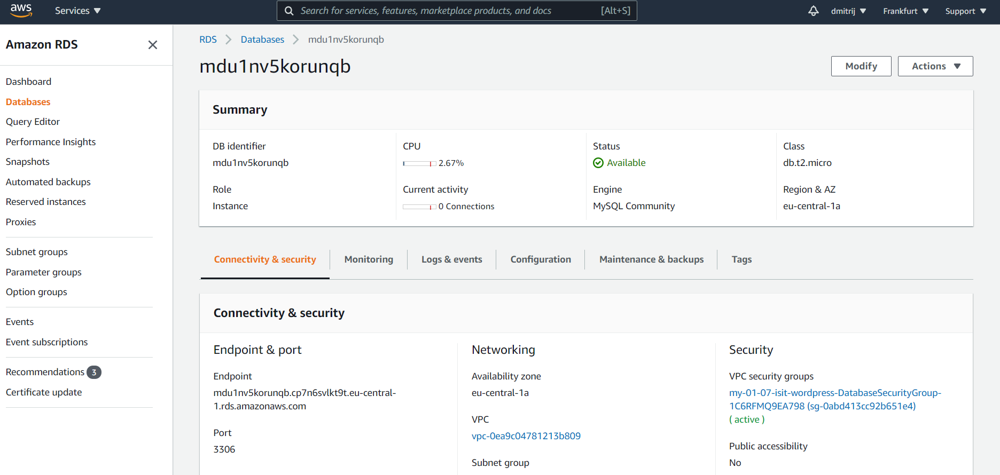 aws
Services
Search for services, features, marketplace products, and docs
[Alt+S]
dmitrij
Frankfurt
Support
Amazon RDS
Dashboard
Databases
Query Editor
Performance Insights
Snapshots
Automated backups
Reserved instances
Proxies
Subnet groups
Parameter groups
Option groups
Events
Event subscriptions
Recommendations 3
Certificate update
RDS > Databases > mdu1nv5korunqb
mdu1nv5korunqb
Modify
Actions
Summary
DB identifier
mdu1nv5korunqb
CPU
2.67%
Status
Available
Class
db.t2.micro
Role
Instance
Current activity
0 Connections
Engine
MySQL Community
Region & AZ
eu-central-1a
Connectivity & security
Monitoring
Logs & events
Configuration
Maintenance & backups
Tags
Connectivity & security
Endpoint & port
Endpoint
mdu1nv5korunqb.cp7n6svlkt9t.eu-central-
1.rds.amazonaws.com
Port
3306
Networking
Availability zone
eu-central-1a
VPC
vpc-0ea9c04781213b809
Subnet group
Security
VPC security groups
my-01-07-isit-wordpress-DatabaseSecurityGroup-
1C6RFMQ9EA798 (sg-0abd413cc92b651e4)
( active )
Public accessibility
No